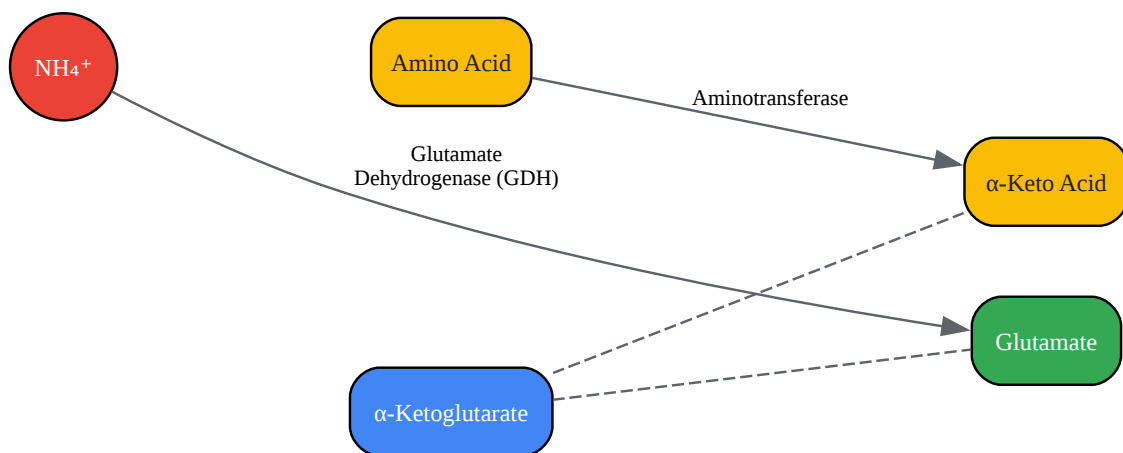 NH₄⁺
Amino Acid
Aminotransferase
Glutamate
Dehydrogenase (GDH)
α-Keto Acid
Glutamate
α-Ketoglutarate